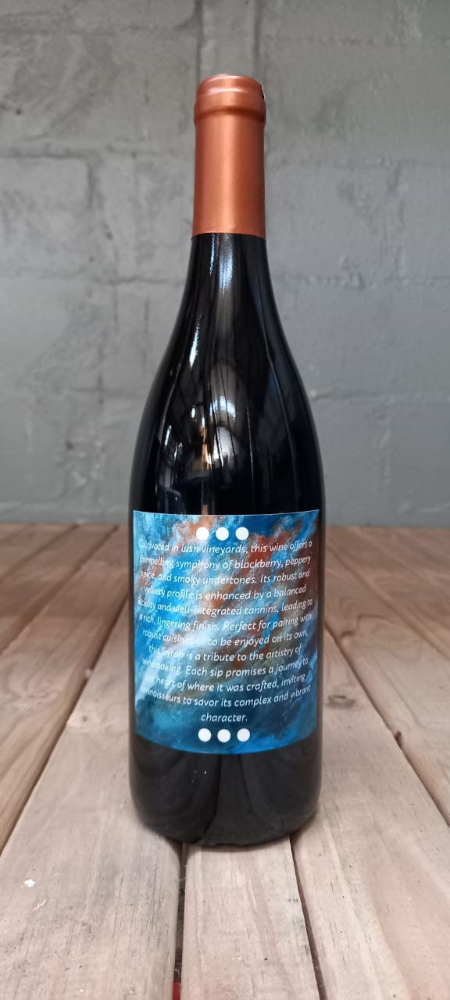 Cultivated in lush vineyards, this wine offers a
compelling symphony of blackberry, peppery
spice, and smoky undertones. Its robust and
velvety profile is enhanced by a balanced
acidity and well-integrated tannins, leading to
a rich, lingering finish. Perfect for pairing with
robust cuisines or to be enjoyed on its own,
this Syrah is a tribute to the artistry of
winemaking. Each sip promises a journey to
the heart of where it was crafted, inviting
connoisseurs to savor its complex and vibrant
character.